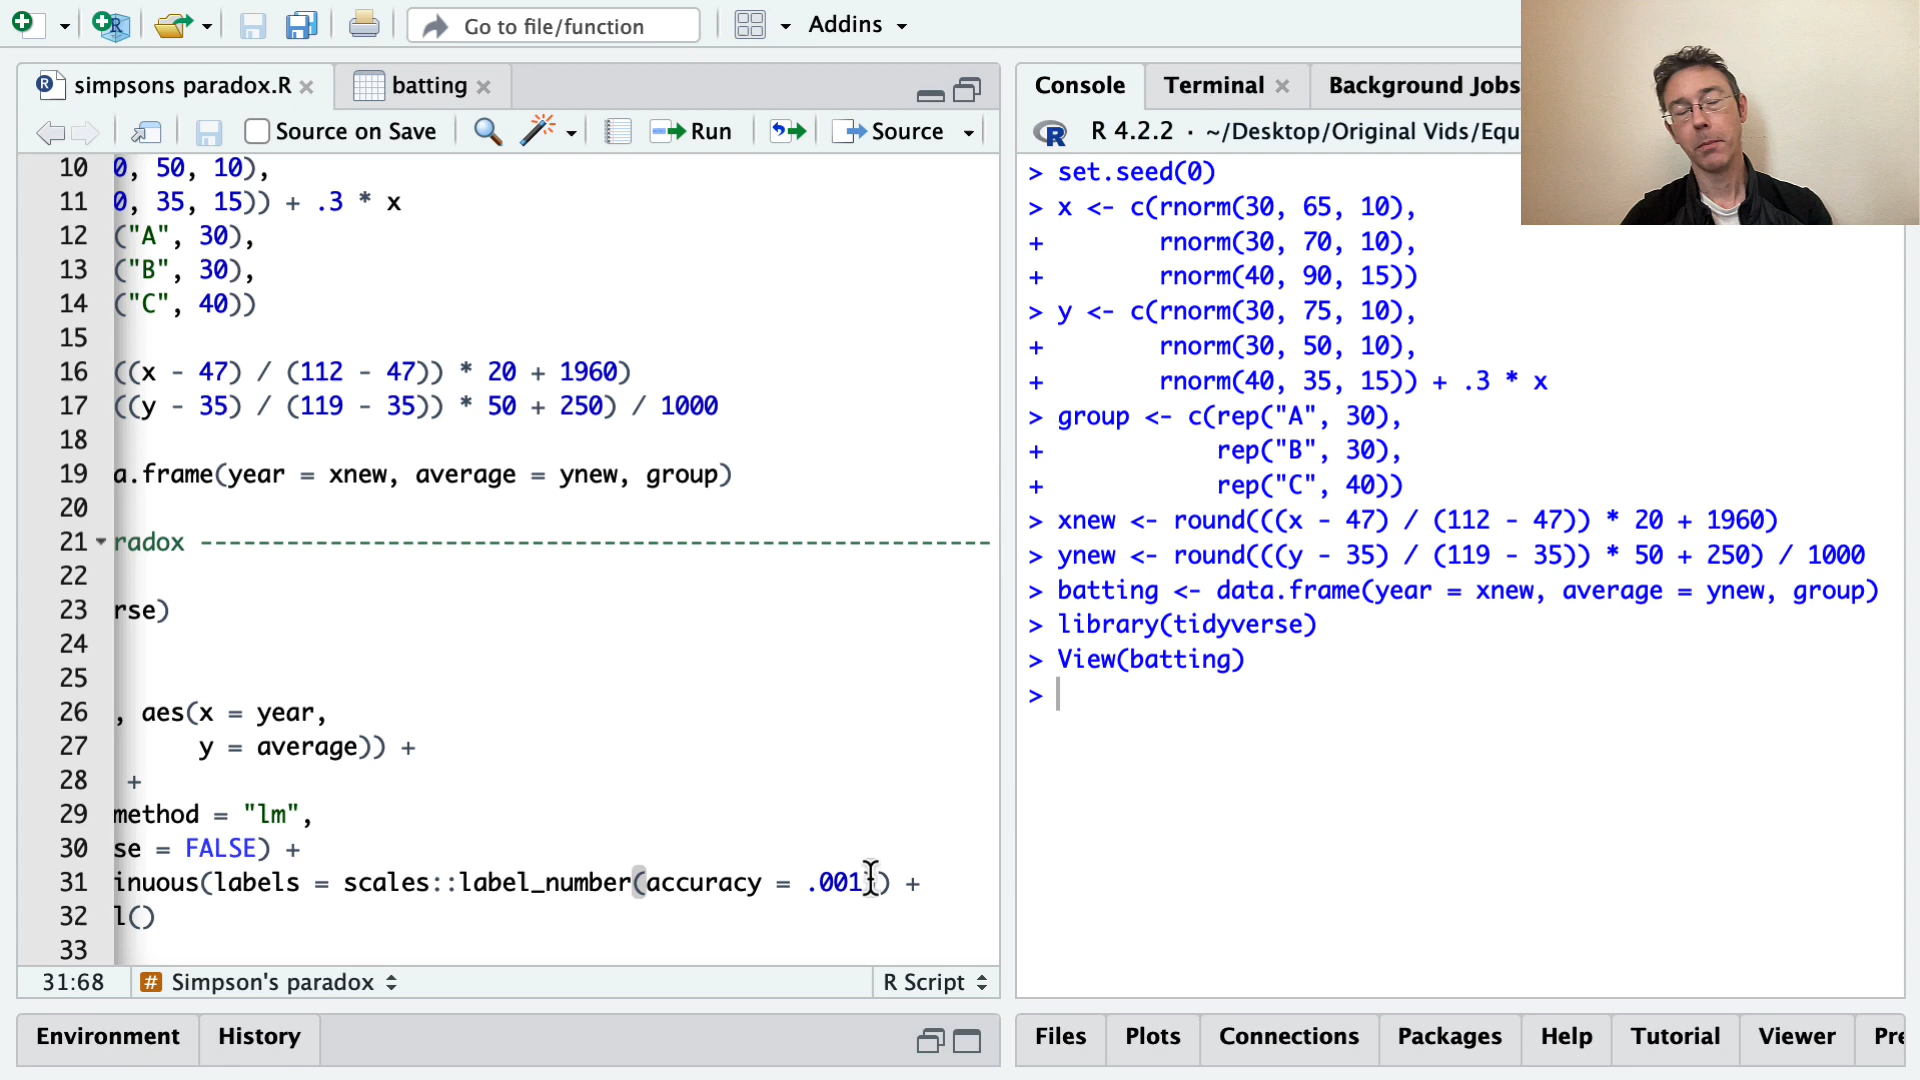 Go to file/function
Addins
simpsons paradox.R
batting
Source on Save
Run
Source
10 0, 50, 10),
11 0, 35, 15)) + .3 * x
12 ("A", 30),
13 ("B", 30),
14 ("C", 40))
15
16 ((x - 47) / (112 - 47)) * 20 + 1960)
17 ((y - 35) / (119 - 35)) * 50 + 250) / 1000
18
19 a.frame(year = xnew, average = ynew, group)
20
21 radox -------------------------------------------------------
22
23 rse)
24
25
26 , aes(x = year,
27 y = average)) +
28 +
29 method = "lm",
30 se = FALSE) +
31 inuous(labels = scales::label_number(accuracy = .001)) +
32 l()
33
31:68
# Simpson's paradox
R Script
Environment
History
Console
Terminal
Background Jobs
R 4.2.2 · ~/Desktop/Original Vids/Equ
> set.seed(0)
> x <- c(rnorm(30, 65, 10),
+ rnorm(30, 70, 10),
+ rnorm(40, 90, 15))
> y <- c(rnorm(30, 75, 10),
+ rnorm(30, 50, 10),
+ rnorm(40, 35, 15)) + .3 * x
> group <- c(rep("A", 30),
+ rep("B", 30),
+ rep("C", 40))
> xnew <- round(((x - 47) / (112 - 47)) * 20 + 1960)
> ynew <- round(((y - 35) / (119 - 35)) * 50 + 250) / 1000
> batting <- data.frame(year = xnew, average = ynew, group)
> library(tidyverse)
> View(batting)
>
Files
Plots
Connections
Packages
Help
Tutorial
Viewer
Pre